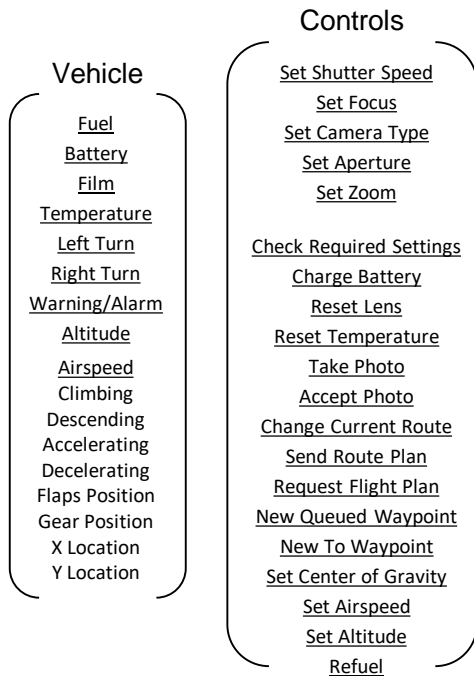 Vehicle
Fuel
Battery
Film
Temperature
Left Turn
Right Turn
Warning/Alarm
Altitude
Airspeed
Climbing
Descending
Accelerating
Decelerating
Flaps Position
Gear Position
X Location
Y Location
Controls
Set Shutter Speed
Set Focus
Set Camera Type
Set Aperture
Set Zoom
Check Required Settings
Charge Battery
Reset Lens
Reset Temperature
Take Photo
Accept Photo
Change Current Route
Send Route Plan
Request Flight Plan
New Queued Waypoint
New To Waypoint
Set Center of Gravity
Set Airspeed
Set Altitude
Refuel